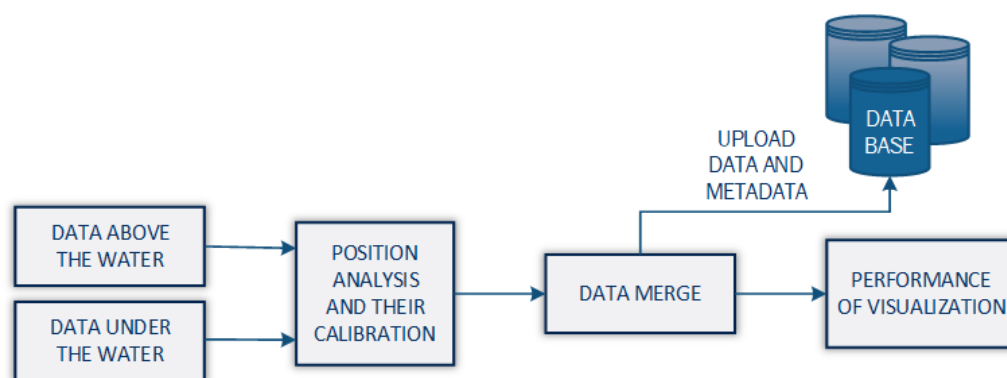 DATA
BASE
UPLOAD
DATA AND
METADATA
DATA ABOVE
THE WATER
POSITION
ANALYSIS
AND THEIR
CALIBRATION
DATA MERGE
PERFORMANCE
OF VISUALIZATION
DATA UNDER
THE WATER